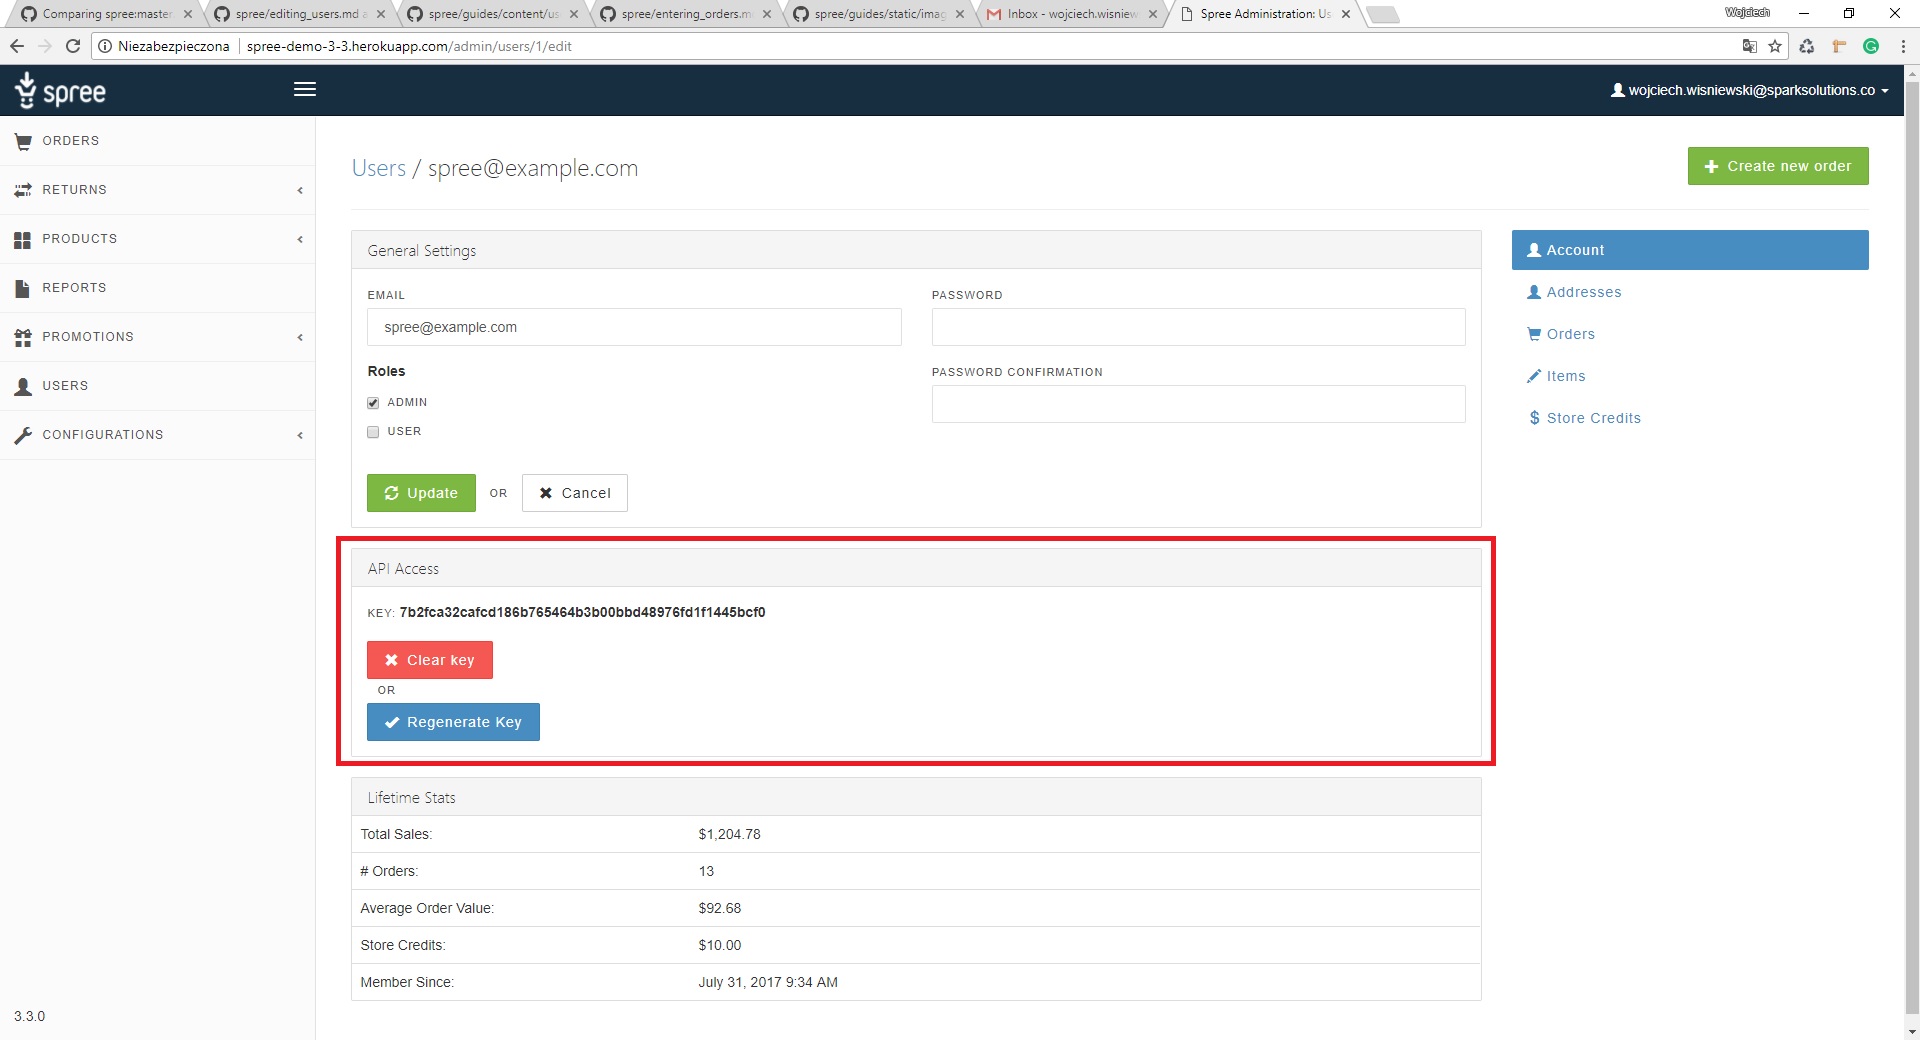 Comparing spree:master
spree/editing_users.md a
spree/guides/content/us
spree/entering_orders.m
spree/guides/static/imag
Inbox - wojciech.wisniew
Spree Administration: Us
Wojciech
Niezabezpieczona spree-demo-3-3.herokuapp.com/admin/users/1/edit
spree
wojciech.wisniewski@sparksolutions.co
ORDERS
RETURNS
PRODUCTS
REPORTS
PROMOTIONS
USERS
CONFIGURATIONS
3.3.0
Users / spree@example.com
Create new order
General Settings
EMAIL
spree@example.com
PASSWORD
Roles
ADMIN
USER
PASSWORD CONFIRMATION
Update OR Cancel
API Access
KEY: 7b2fca32cafcd186b765464b3b00bbd48976fd1f1445bcf0
Clear key
OR
Regenerate Key
Lifetime Stats
Total Sales: $1,204.78
# Orders: 13
Average Order Value: $92.68
Store Credits: $10.00
Member Since: July 31, 2017 9:34 AM
Account
Addresses
Orders
Items
Store Credits